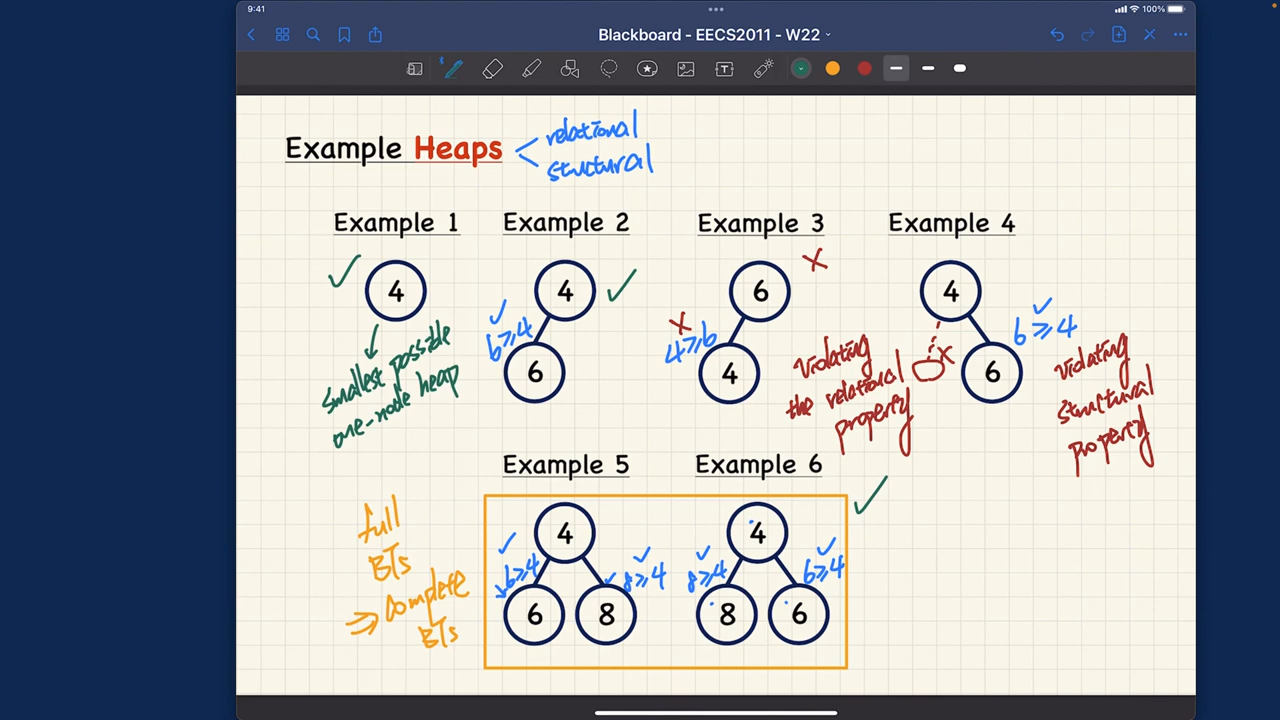 9:41
100%
Blackboard - EECS2011 - W22
Example Heaps
relational
stuctural
Example 1
Example 2
Example 3
Example 4
4
smallest possible
one-node heap
4
6≥4
6
6
4≥6
4
violating
the relational
property
4
6≥4
6
violating
structural
property
Example 5
Example 6
full
BTs
⇒ complete
BTs
4
6≥4
8≥4
6
8
4
8≥4
6≥4
8
6